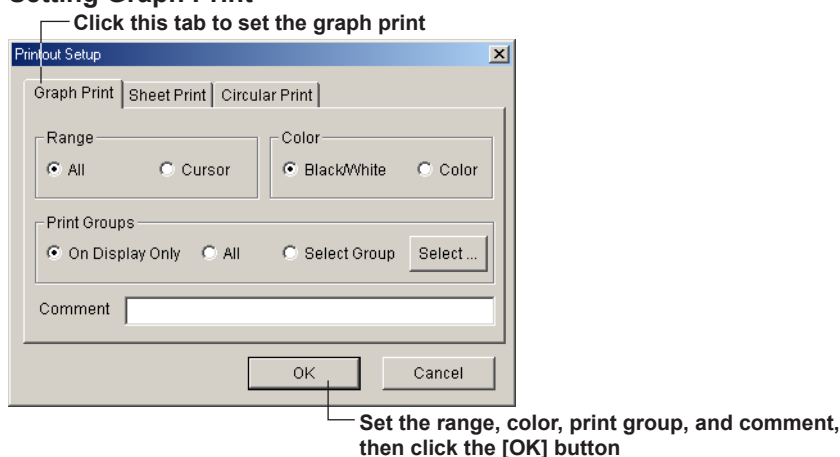 Setting Graph Print
Click this tab to set the graph print
Printout Setup
Graph Print Sheet Print Circular Print
Range Color
All Cursor Black/White Color
Print Groups
On Display Only All Select Group Select ...
Comment
OK Cancel
Set the range, color, print group, and comment,
then click the [OK] button